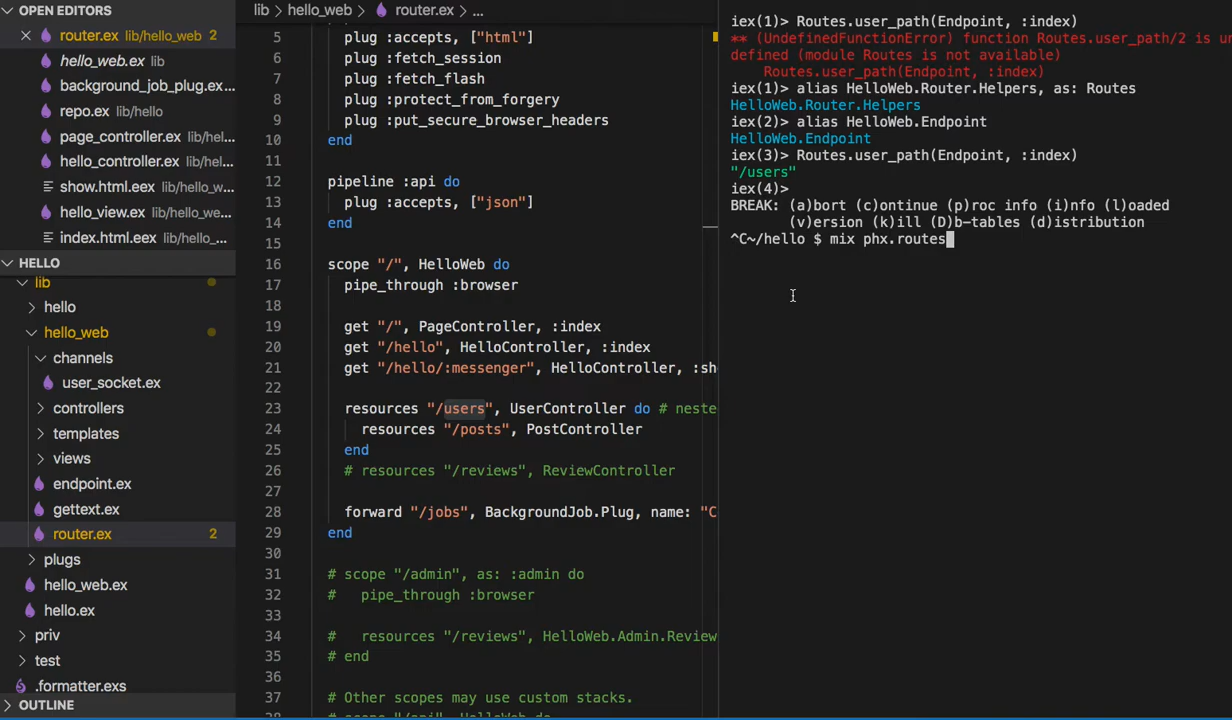 OPEN EDITORS
router.ex lib/hello_web 2
hello_web.ex lib
background_job_plug.ex...
repo.ex lib/hello
page_controller.ex lib/h...
hello_controller.ex lib/...
show.html.eex lib/hello_w...
hello_view.ex lib/hello_w...
index.html.eex lib/hello_...
HELLO
lib
hello
hello_web
channels
user_socket.ex
controllers
templates
views
endpoint.ex
gettext.ex
router.ex 2
plugs
hello_web.ex
hello.ex
priv
test
.formatter.exs
OUTLINE
lib > hello_web > router.ex > ...
5 plug :accepts, ["html"]
6 plug :fetch_session
7 plug :fetch_flash
8 plug :protect_from_forgery
9 plug :put_secure_browser_headers
10 end
11
12 pipeline :api do
13 plug :accepts, ["json"]
14 end
15
16 scope "/", HelloWeb do
17 pipe_through :browser
18
19 get "/", PageController, :index
20 get "/hello", HelloController, :index
21 get "/hello/:messenger", HelloController, :sho
22
23 resources "/users", UserController do # neste
24 resources "/posts", PostController
25 end
26 # resources "/reviews", ReviewController
27
28 forward "/jobs", BackgroundJob.Plug, name: "C
29 end
30
31 # scope "/admin", as: :admin do
32 # pipe_through :browser
33
34 # resources "/reviews", HelloWeb.Admin.Review
35 # end
36
37 # Other scopes may use custom stacks.
38 # scope "/api", HelloWeb do
iex(1)> Routes.user_path(Endpoint, :index)
** (UndefinedFunctionError) function Routes.user_path/2 is un
defined (module Routes is not available)
Routes.user_path(Endpoint, :index)
iex(1)> alias HelloWeb.Router.Helpers, as: Routes
HelloWeb.Router.Helpers
iex(2)> alias HelloWeb.Endpoint
HelloWeb.Endpoint
iex(3)> Routes.user_path(Endpoint, :index)
"/users"
iex(4)>
BREAK: (a)bort (c)ontinue (p)roc info (i)nfo (l)oaded
(v)ersion (k)ill (D)b-tables (d)istribution
^C~/hello $ mix phx.routes